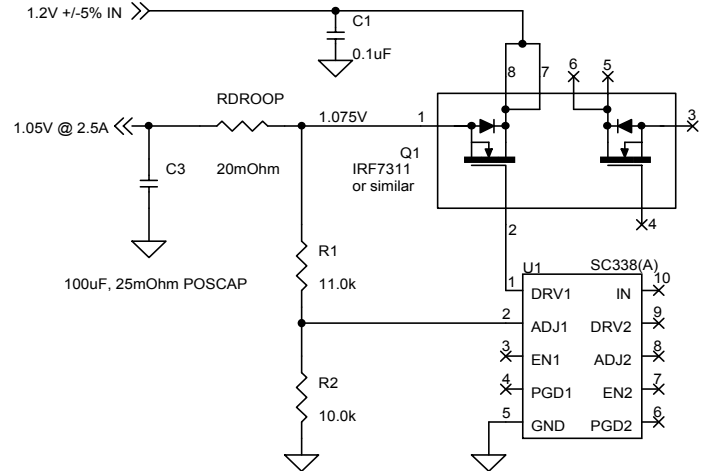 1.2V +/-5% IN
C1
0.1uF
8
7
6
5
RDROOP
1.05V @ 2.5A
1.075V
1
3
C3
20mOhm
Q1
IRF7311
or similar
4
2
R1
11.0k
100uF, 25mOhm POSCAP
U1
SC338(A)
1
DRV1
IN
10
2
ADJ1
DRV2
9
3
EN1
ADJ2
8
4
PGD1
EN2
7
5
GND
PGD2
6
R2
10.0k